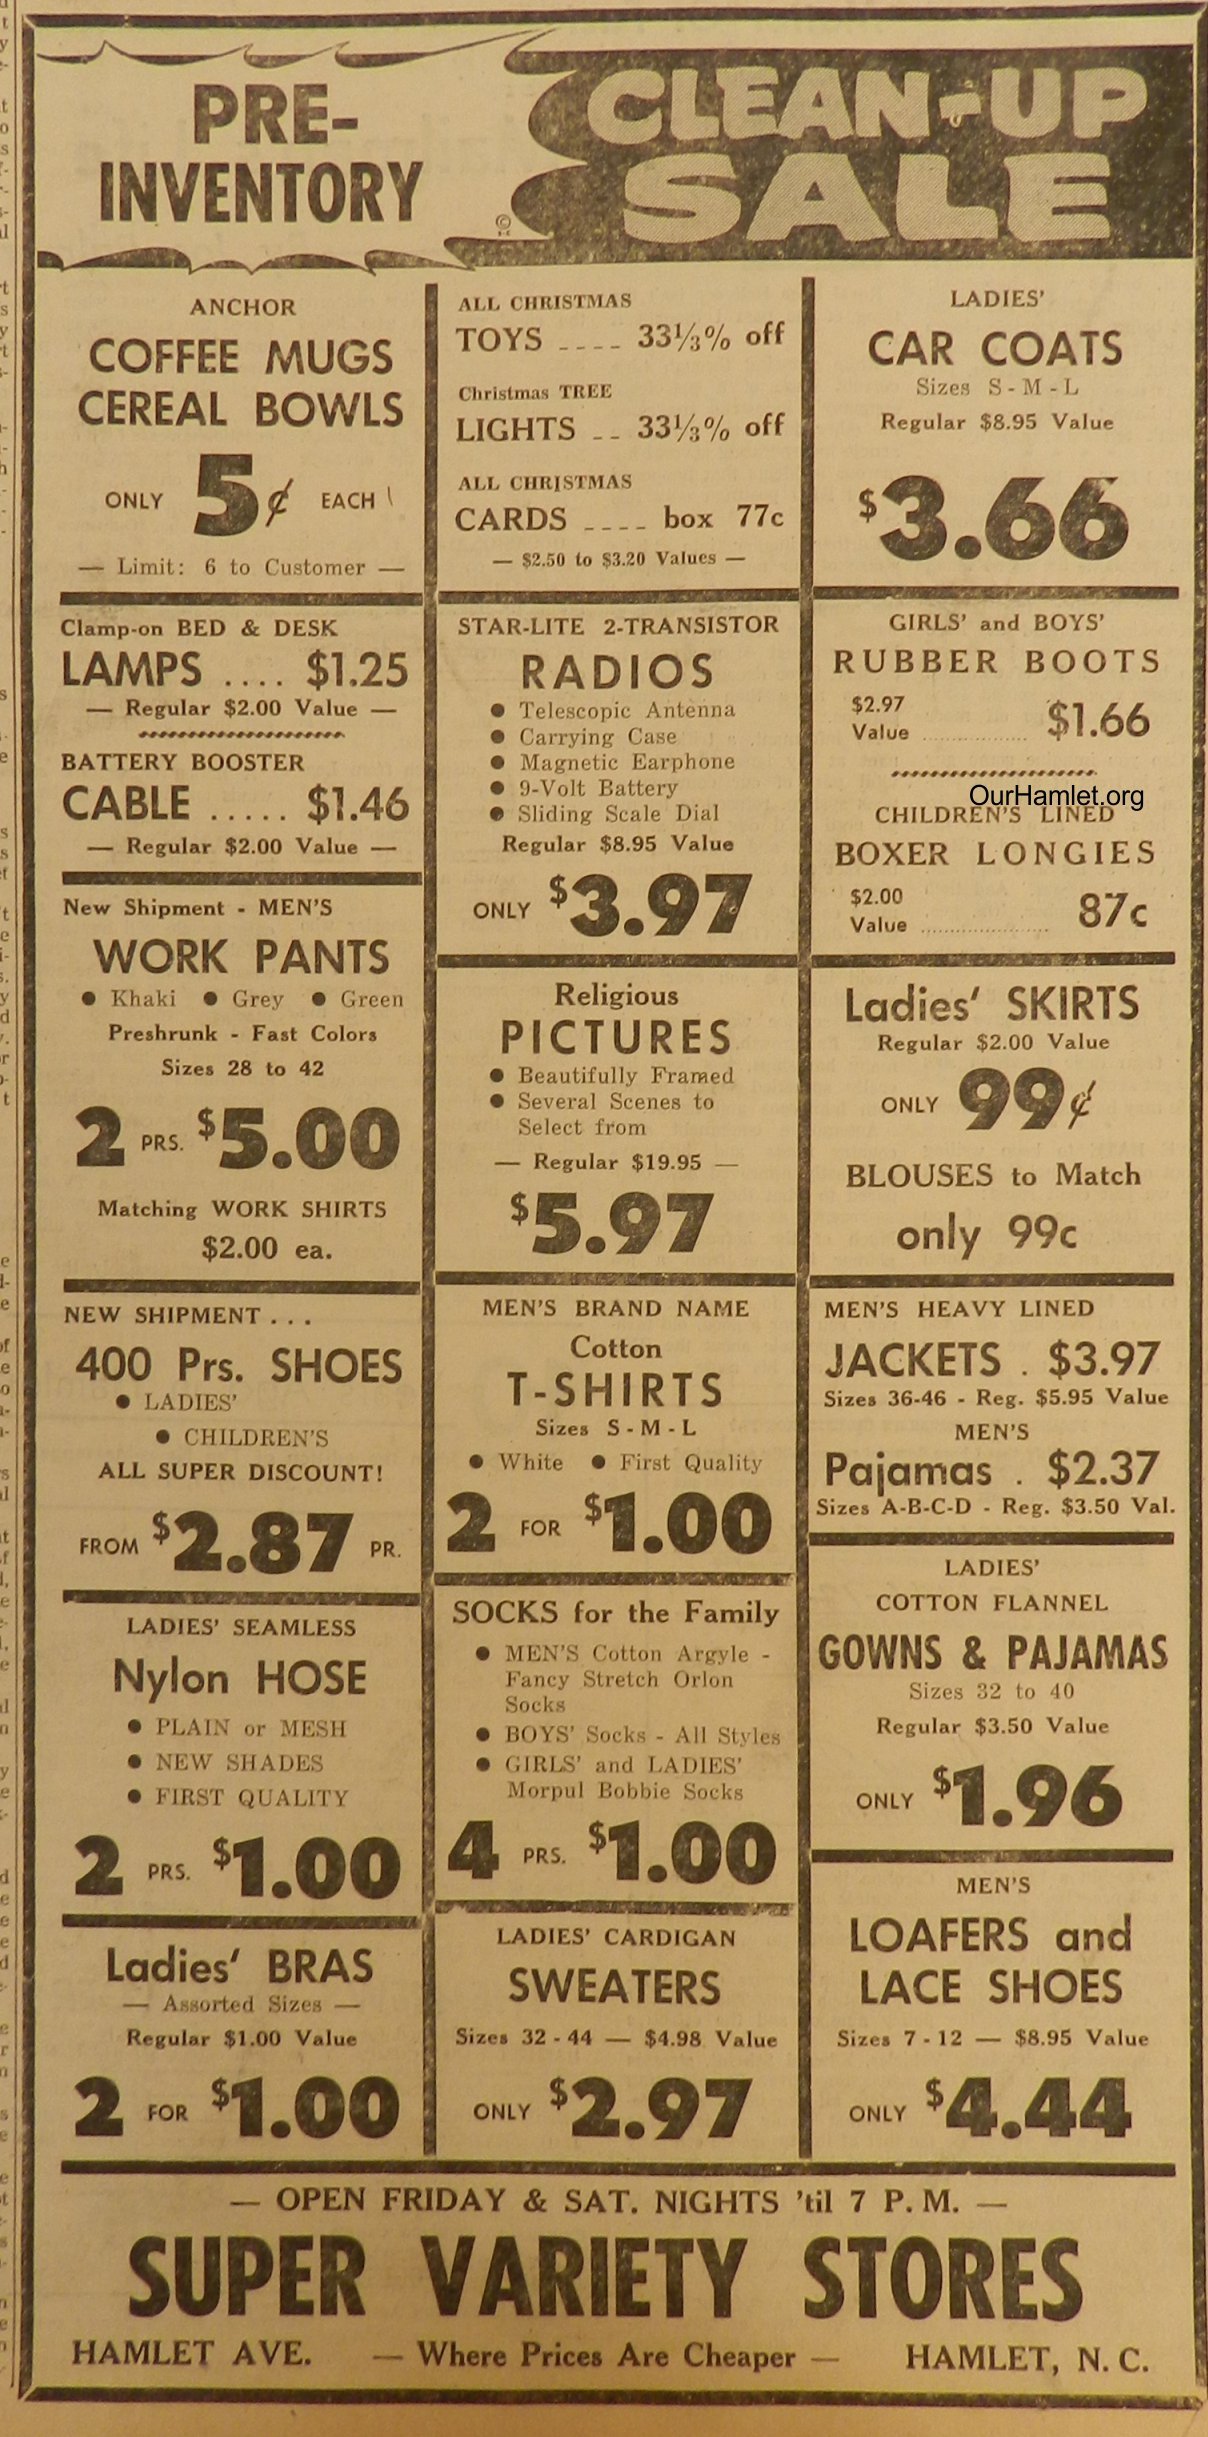 PRE-
INVENTORY
CLEAN-UP
SALE
©
ANCHOR
COFFEE MUGS
CEREAL BOWLS
ONLY 5¢ EACH
— Limit: 6 to Customer —
Clamp-on BED & DESK
LAMPS .... $1.25
— Regular $2.00 Value —
BATTERY BOOSTER
CABLE ..... $1.46
— Regular $2.00 Value —
New Shipment - MEN'S
WORK PANTS
● Khaki ● Grey ● Green
Preshrunk - Fast Colors
Sizes 28 to 42
2 PRS. $5.00
Matching WORK SHIRTS
$2.00 ea.
NEW SHIPMENT . . .
400 Prs. SHOES
● LADIES'
● CHILDREN'S
ALL SUPER DISCOUNT!
FROM $2.87 PR.
LADIES' SEAMLESS
Nylon HOSE
● PLAIN or MESH
● NEW SHADES
● FIRST QUALITY
2 PRS. $1.00
Ladies' BRAS
— Assorted Sizes —
Regular $1.00 Value
2 FOR $1.00
ALL CHRISTMAS
TOYS ____ 33⅓% off
Christmas TREE
LIGHTS __ 33⅓% off
ALL CHRISTMAS
CARDS ____ box 77c
— $2.50 to $3.20 Values —
STAR-LITE 2-TRANSISTOR
RADIOS
● Telescopic Antenna
● Carrying Case
● Magnetic Earphone
● 9-Volt Battery
● Sliding Scale Dial
Regular $8.95 Value
ONLY $3.97
Religious
PICTURES
● Beautifully Framed
● Several Scenes to
Select from
— Regular $19.95 —
$5.97
MEN'S BRAND NAME
Cotton
T-SHIRTS
Sizes S - M - L
● White ● First Quality
2 FOR $1.00
SOCKS for the Family
● MEN'S Cotton Argyle -
Fancy Stretch Orlon
Socks
● BOYS' Socks - All Styles
● GIRLS' and LADIES'
Morpul Bobbie Socks
4 PRS. $1.00
LADIES' CARDIGAN
SWEATERS
Sizes 32 - 44 — $4.98 Value
ONLY $2.97
LADIES'
CAR COATS
Sizes S - M - L
Regular $8.95 Value
$3.66
GIRLS' and BOYS'
RUBBER BOOTS
$2.97
Value .................. $1.66
OurHamlet.org
CHILDREN'S LINED
BOXER LONGIES
$2.00
Value ...................... 87c
Ladies' SKIRTS
Regular $2.00 Value
ONLY 99¢
BLOUSES to Match
only 99c
MEN'S HEAVY LINED
JACKETS . $3.97
Sizes 36-46 - Reg. $5.95 Value
MEN'S
Pajamas . $2.37
Sizes A-B-C-D - Reg. $3.50 Val.
LADIES'
COTTON FLANNEL
GOWNS & PAJAMAS
Sizes 32 to 40
Regular $3.50 Value
ONLY $1.96
MEN'S
LOAFERS and
LACE SHOES
Sizes 7 - 12 — $8.95 Value
ONLY $4.44
— OPEN FRIDAY & SAT. NIGHTS 'til 7 P. M. —
SUPER VARIETY STORES
HAMLET AVE. — Where Prices Are Cheaper — HAMLET, N. C.